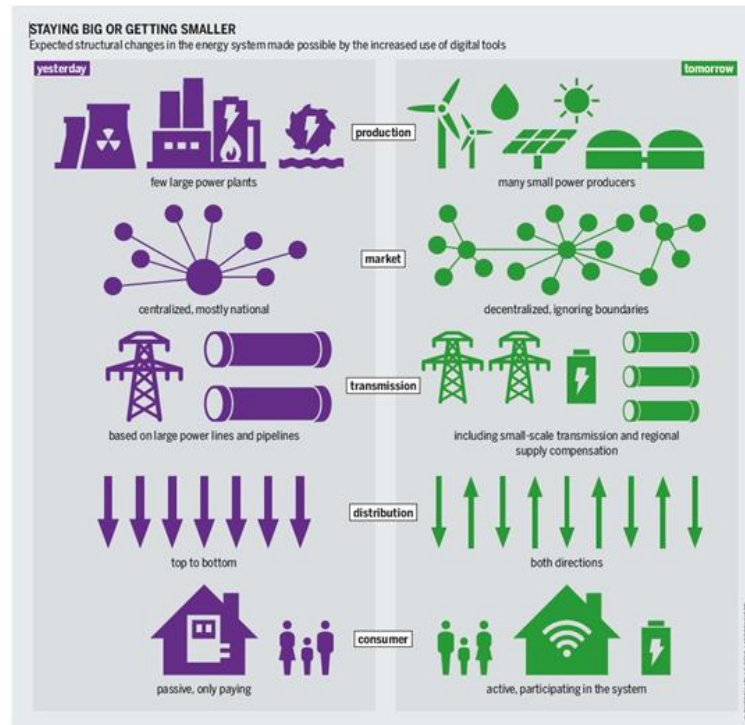 STAYING BIG OR GETTING SMALLER
Expected structural changes in the energy system made possible by the increased use of digital tools
yesterday
tomorrow
production
few large power plants
many small power producers
market
centralized, mostly national
decentralized, ignoring boundaries
transmission
based on large power lines and pipelines
including small-scale transmission and regional
supply compensation
distribution
top to bottom
both directions
consumer
passive, only paying
active, participating in the system